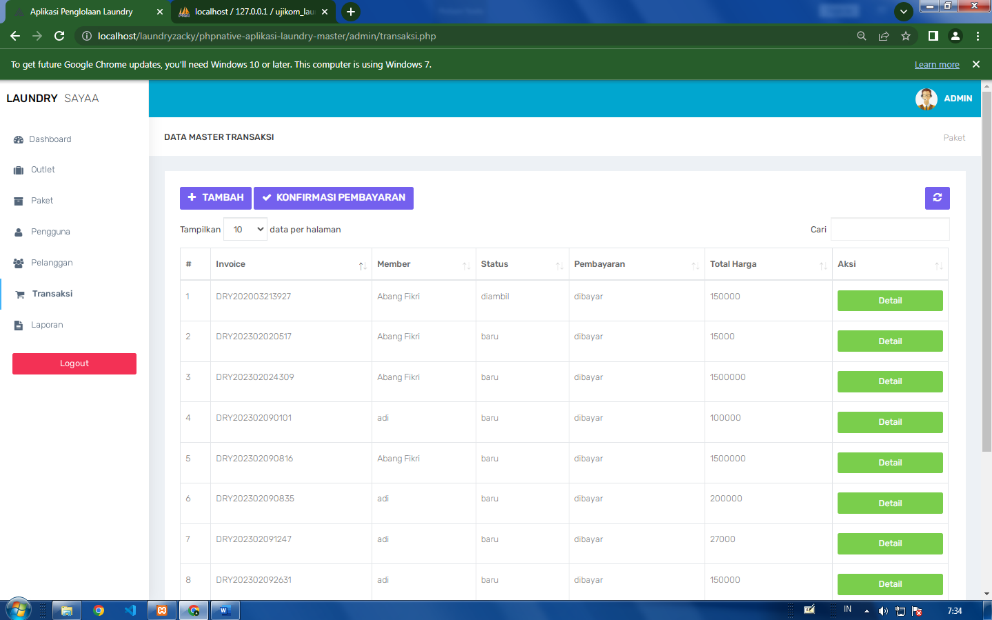 Aplikasi Penglolaan Laundry
localhost / 127.0.0.1 / ujikom_lau
localhost/laundryzacky/phpnative-aplikasi-laundry-master/admin/transaksi.php
To get future Google Chrome updates, you'll need Windows 10 or later. This computer is using Windows 7.
Learn more
LAUNDRY SAYAA
ADMIN
Dashboard
Outlet
Paket
Pengguna
Pelanggan
Transaksi
Laporan
Logout
DATA MASTER TRANSAKSI
Paket
TAMBAH
KONFIRMASI PEMBAYARAN
Tampilkan 10 data per halaman
Cari
# Invoice Member Status Pembayaran Total Harga Aksi
1 DRY202003213927 Abang Fikri diambil dibayar 150000 Detail
2 DRY202302020517 Abang Fikri baru dibayar 15000 Detail
3 DRY202302024309 Abang Fikri baru dibayar 1500000 Detail
4 DRY202302090101 adi baru dibayar 100000 Detail
5 DRY202302090816 Abang Fikri baru dibayar 1500000 Detail
6 DRY202302090835 adi baru dibayar 200000 Detail
7 DRY202302091247 adi baru dibayar 27000 Detail
8 DRY202302092631 adi baru dibayar 150000 Detail
IN
7:34